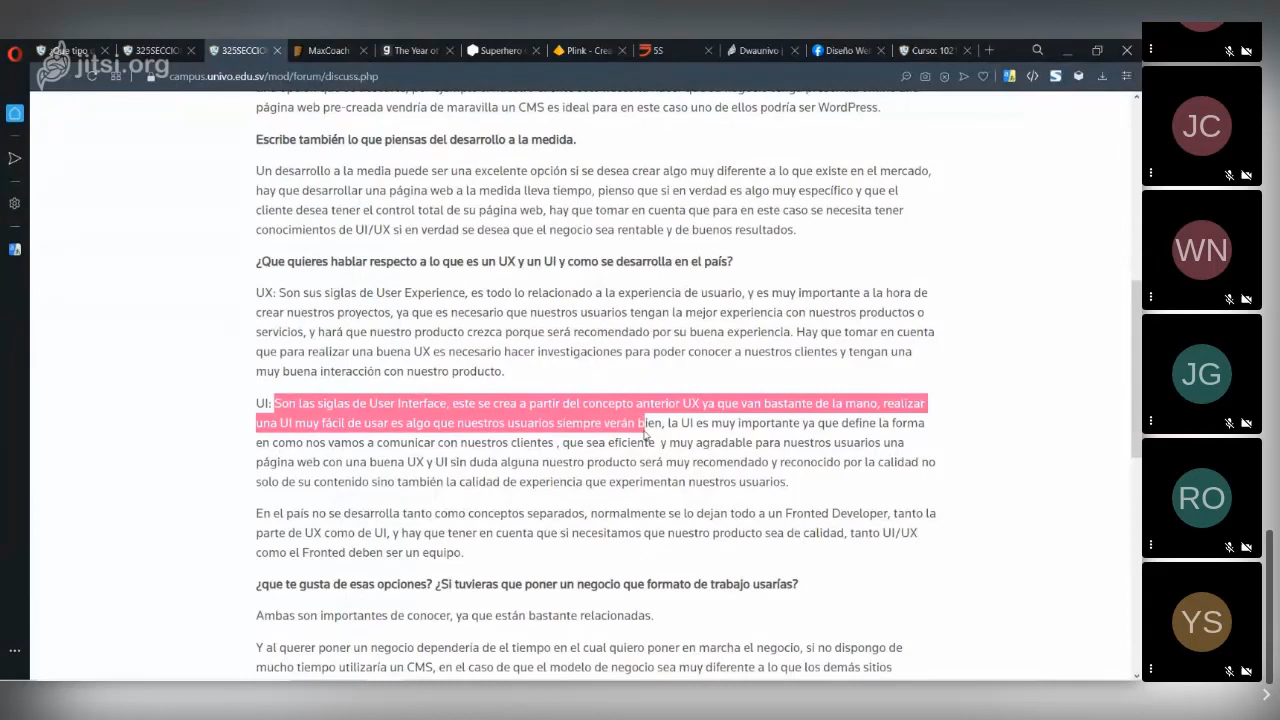 jitsi.org
¿Que tipo
325SECCIO
325SECCIO
MaxCoach
The Year of
Superhero
Plink - Crea
5S
Dwaunivo
Diseño We
Curso: 102
campus.univo.edu.sv/mod/forum/discuss.php
página web pre-creada vendría de maravilla un CMS es ideal para en este caso uno de ellos podría ser WordPress.
Escribe también lo que piensas del desarrollo a la medida.
Un desarrollo a la media puede ser una excelente opción si se desea crear algo muy diferente a lo que existe en el mercado,
hay que desarrollar una página web a la medida lleva tiempo, pienso que si en verdad es algo muy específico y que el
cliente desea tener el control total de su página web, hay que tomar en cuenta que para en este caso se necesita tener
conocimientos de UI/UX si en verdad se desea que el negocio sea rentable y de buenos resultados.
¿Que quieres hablar respecto a lo que es un UX y un UI y como se desarrolla en el país?
UX: Son sus siglas de User Experience, es todo lo relacionado a la experiencia de usuario, y es muy importante a la hora de
crear nuestros proyectos, ya que es necesario que nuestros usuarios tengan la mejor experiencia con nuestros productos o
servicios, y hará que nuestro producto crezca porque será recomendado por su buena experiencia. Hay que tomar en cuenta
que para realizar una buena UX es necesario hacer investigaciones para poder conocer a nuestros clientes y tengan una
muy buena interacción con nuestro producto.
UI: Son las siglas de User Interface, este se crea a partir del concepto anterior UX ya que van bastante de la mano, realizar
una UI muy fácil de usar es algo que nuestros usuarios siempre verán bien, la UI es muy importante ya que define la forma
en como nos vamos a comunicar con nuestros clientes , que sea eficiente y muy agradable para nuestros usuarios una
página web con una buena UX y UI sin duda alguna nuestro producto será muy recomendado y reconocido por la calidad no
solo de su contenido sino también la calidad de experiencia que experimentan nuestros usuarios.
En el país no se desarrolla tanto como conceptos separados, normalmente se lo dejan todo a un Fronted Developer, tanto la
parte de UX como de UI, y hay que tener en cuenta que si necesitamos que nuestro producto sea de calidad, tanto UI/UX
como el Fronted deben ser un equipo.
¿que te gusta de esas opciones? ¿Si tuvieras que poner un negocio que formato de trabajo usarías?
Ambas son importantes de conocer, ya que están bastante relacionadas.
Y al querer poner un negocio dependería de el tiempo en el cual quiero poner en marcha el negocio, si no dispongo de
mucho tiempo utilizaría un CMS, en el caso de que el modelo de negocio sea muy diferente a lo que los demás sitios
JC
WN
JG
RO
YS